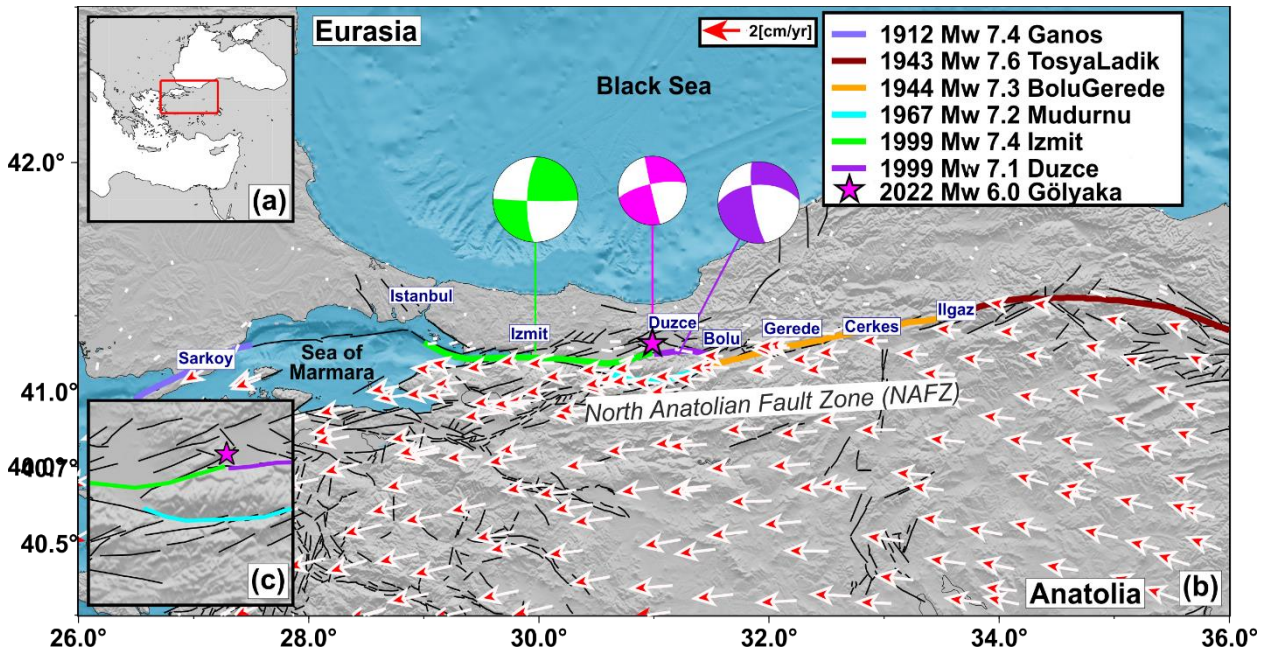 Eurasia
2[cm/yr]
1912 Mw 7.4 Ganos
1943 Mw 7.6 TosyaLadik
1944 Mw 7.3 BoluGerede
1967 Mw 7.2 Mudurnu
1999 Mw 7.4 Izmit
1999 Mw 7.1 Duzce
2022 Mw 6.0 Gölyaka
(a)
Black Sea
42.0°
Istanbul
Izmit
Duzce
Bolu
Gerede
Cerkes
Ilgaz
Sarkoy
Sea of
Marmara
41.0°
North Anatolian Fault Zone (NAFZ)
40.5°
(c)
Anatolia
(b)
26.0°
28.0°
30.0°
32.0°
34.0°
36.0°